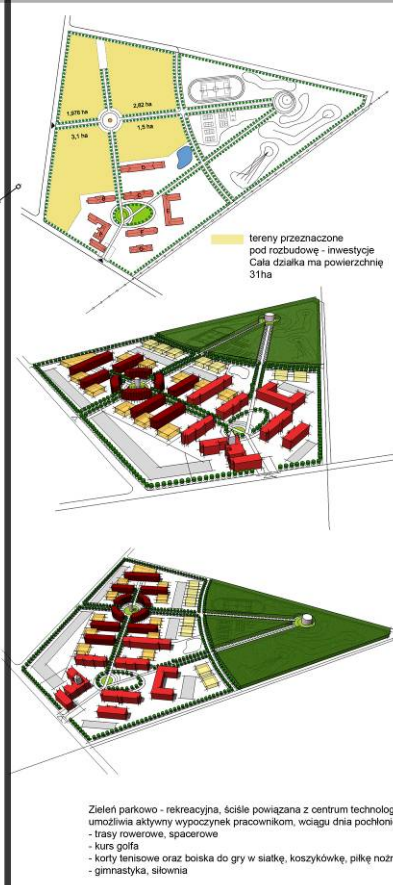 2,62 ha
1,976 ha
3,1 ha
1,5 ha
tereny przeznaczone
pod rozbudowę - inwestycje
Cała działka ma powierzchnię
31ha
Zieleń parkowo - rekreacyjna, ściśle powiązana z centrum technolog
umożliwia aktywny wypoczynek pracownikom, wciągu dnia pochłoni
- trasy rowerowe, spacerowe
- kurs golfa
- korty tenisowe oraz boiska do gry w siatkę, koszykówkę, piłkę nożn
- gimnastyka, siłownia